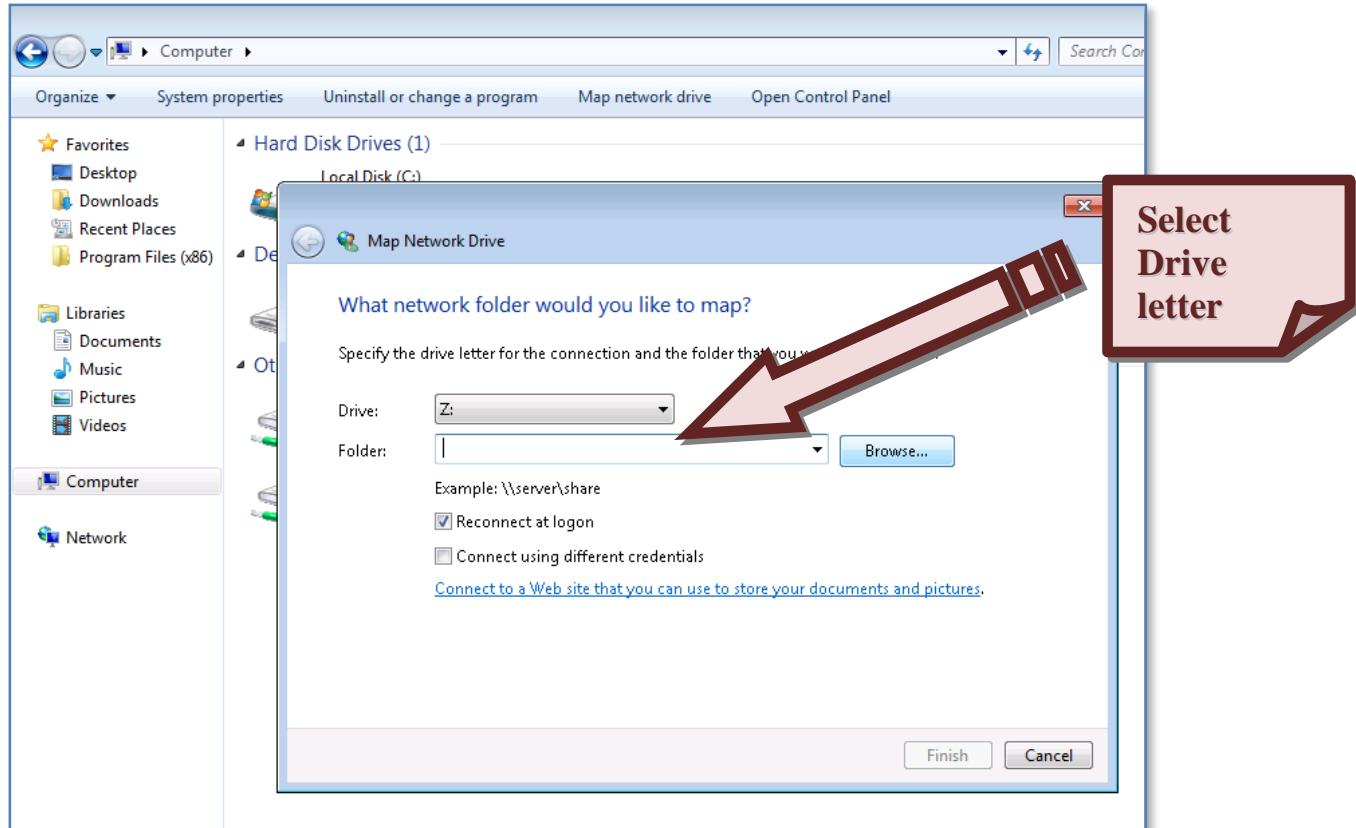 Computer
Search Co
Organize
System properties
Uninstall or change a program
Map network drive
Open Control Panel
Favorites
Desktop
Downloads
Recent Places
Program Files (x86)
Libraries
Documents
Music
Pictures
Videos
Computer
Network
Hard Disk Drives (1)
Local Disk (C:)
De
Ot
Map Network Drive
What network folder would you like to map?
Specify the drive letter for the connection and the folder that you
Drive:
Z:
Folder:
Browse...
Example: \\server\share
Reconnect at logon
Connect using different credentials
Connect to a Web site that you can use to store your documents and pictures.
Finish
Cancel
Select
Drive
letter